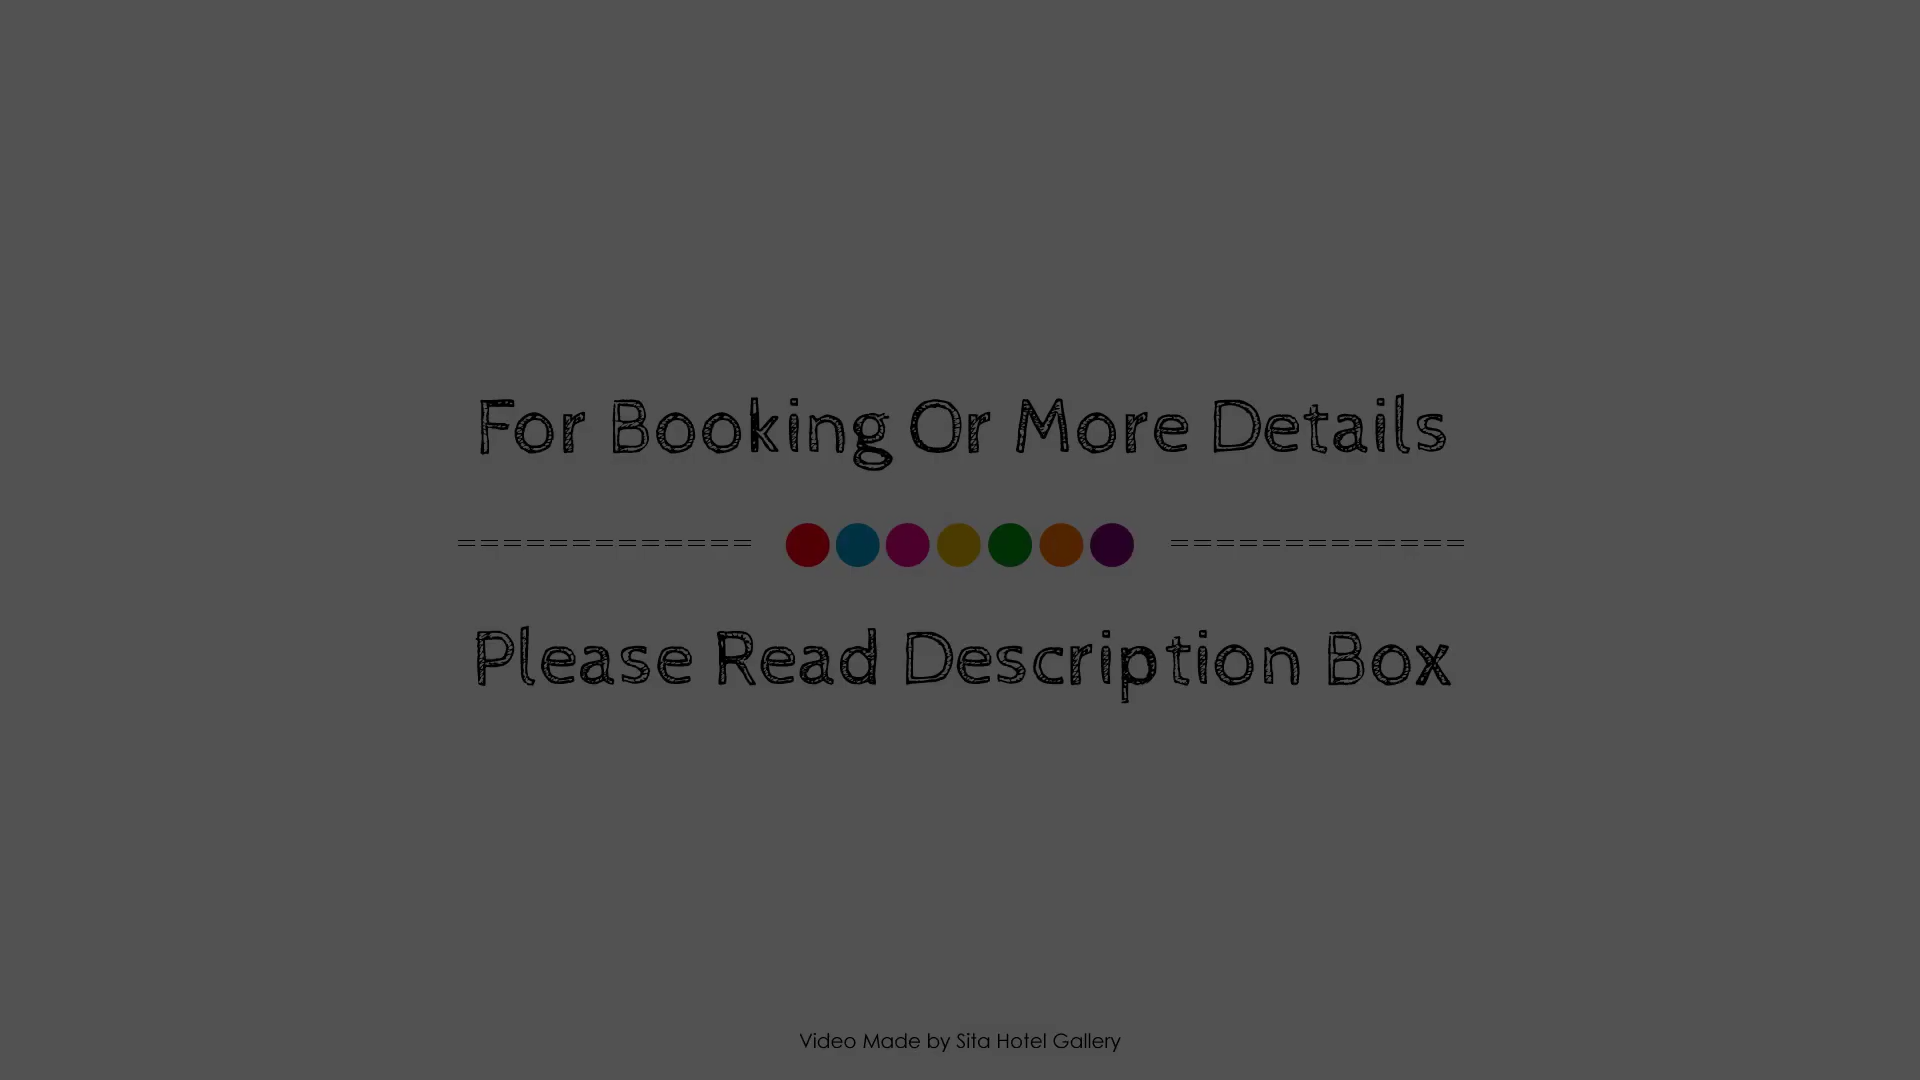 For Booking Or More Details
============= =============
Please Read Description Box
Video Made by Sita Hotel Gallery